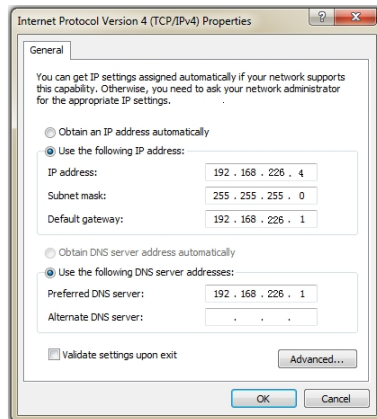 Internet Protocol Version 4 (TCP/IPv4) Properties
General
You can get IP settings assigned automatically if your network supports
this capability. Otherwise, you need to ask your network administrator
for the appropriate IP settings.
Obtain an IP address automatically
Use the following IP address:
IP address: 192 . 168 . 226 . 4
Subnet mask: 255 . 255 . 255 . 0
Default gateway: 192 . 168 . 226 . 1
Obtain DNS server address automatically
Use the following DNS server addresses:
Preferred DNS server: 192 . 168 . 226 . 1
Alternate DNS server: . . .
Validate settings upon exit
Advanced...
OK Cancel